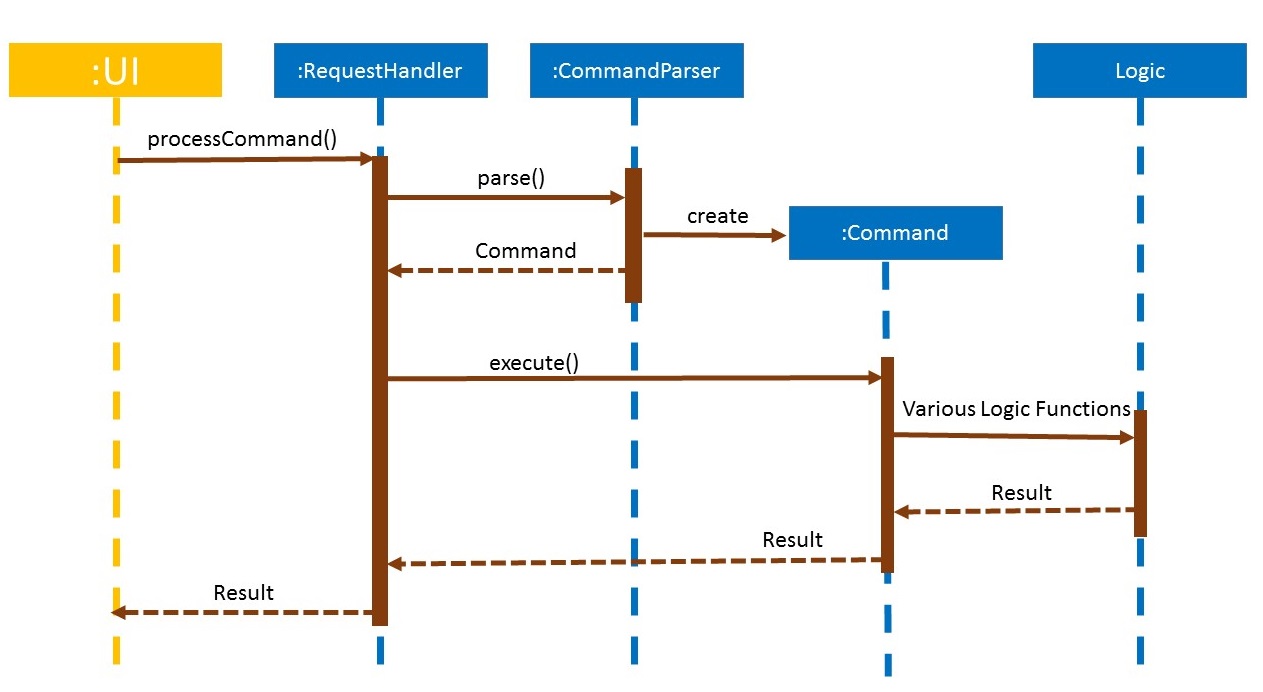 :UI
:RequestHandler
:CommandParser
Logic
processCommand()
parse()
create
:Command
Command
execute()
Various Logic Functions
Result
Result
Result